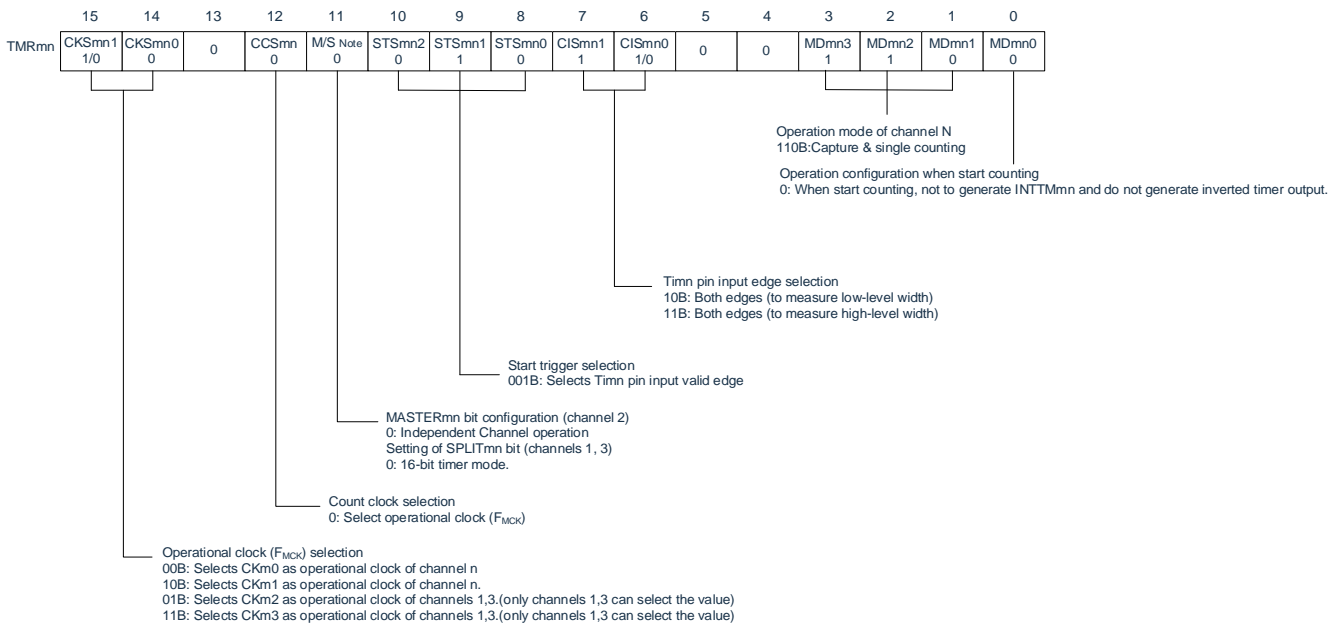 15 14 13 12 11 10 9 8 7 6 5 4 3 2 1 0
TMRmn CKSmn1 CKSmn0 0 CCSmn M/S Note STSmn2 STSmn1 STSmn0 CISmn1 CISmn0 0 0 MDmn3 MDmn2 MDmn1 MDmn0
1/0 0 0 0 0 1 0 1 1/0 1 1 0 0
Operation mode of channel N
110B:Capture & single counting
Operation configuration when start counting
0: When start counting, not to generate INTTMmn and do not generate inverted timer output.
Timn pin input edge selection
10B: Both edges (to measure low-level width)
11B: Both edges (to measure high-level width)
Start trigger selection
001B: Selects Timn pin input valid edge
MASTERmn bit configuration (channel 2)
0: Independent Channel operation
Setting of SPLITmn bit (channels 1, 3)
0: 16-bit timer mode.
Count clock selection
0: Select operational clock (FMCK)
Operational clock (FMCK) selection
00B: Selects CKm0 as operational clock of channel n
10B: Selects CKm1 as operational clock of channel n.
01B: Selects CKm2 as operational clock of channels 1,3.(only channels 1,3 can select the value)
11B: Selects CKm3 as operational clock of channels 1,3.(only channels 1,3 can select the value)